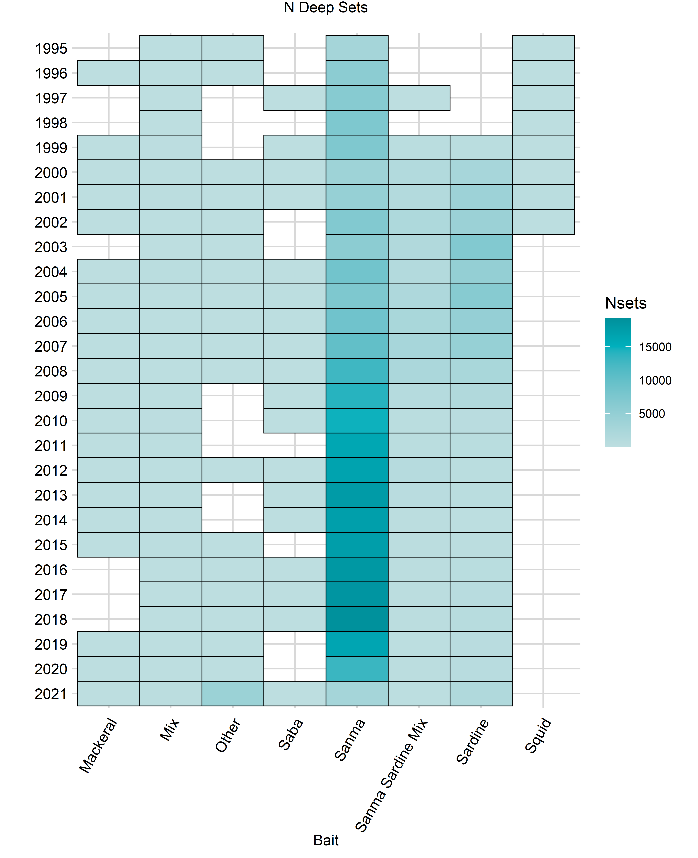 N Deep Sets
1995
1996
1997
1998
1999
2000
2001
2002
2003
2004
2005
2006
2007
2008
2009
2010
2011
2012
2013
2014
2015
2016
2017
2018
2019
2020
2021
Nsets
15000
10000
5000
Mackeral
Mix
Other
Saba
Sanma
Sanma Sardine Mix
Sardine
Squid
Bait